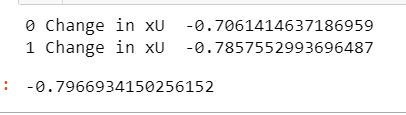 0 Change in xU  -0.7061414637186959
1 Change in xU  -0.7857552993696487
: -0.7966934150256152